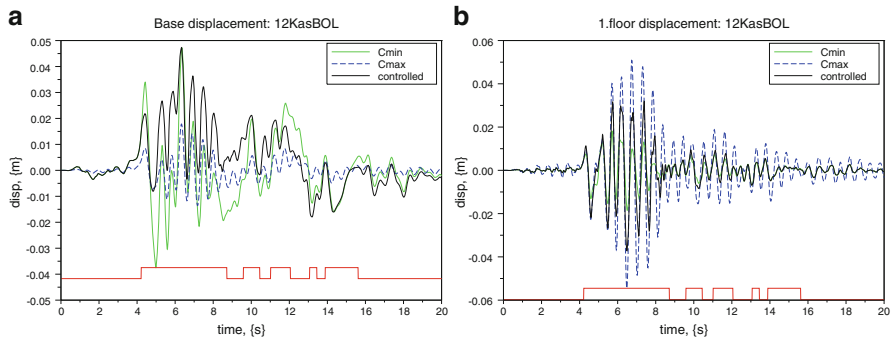 a
Base displacement: 12KasBOL
0.05
0.04
0.03
0.02
0.01
0.00
-0.01
-0.02
-0.03
-0.04
-0.05
disp, {m}
Cmin
Cmax
controlled
0 2 4 6 8 10 12 14 16 18 20
time, {s}
b
1.floor displacement: 12KasBOL
0.06
0.04
0.02
0.00
-0.02
-0.04
-0.06
disp, {m}
Cmin
Cmax
controlled
0 2 4 6 8 10 12 14 16 18 20
time, {s}